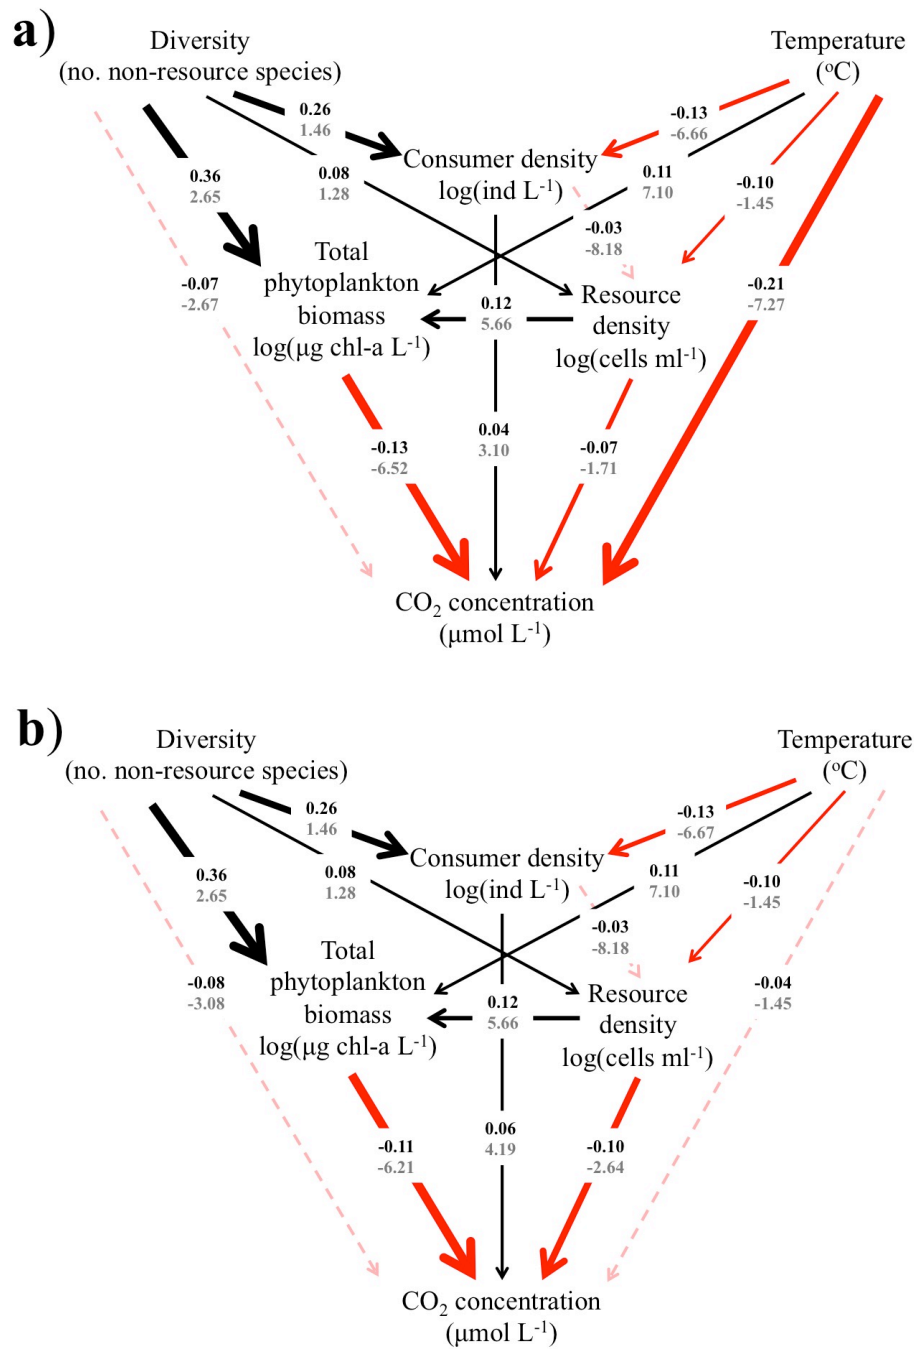 a)
Diversity
(no. non-resource species)
Temperature
(ºC)
0.26
1.46
-0.13
-6.66
Consumer density
log(ind L⁻¹)
0.36
2.65
0.08
1.28
0.11
7.10
-0.10
-1.45
-0.03
-8.18
Total
phytoplankton
biomass
log(µg chl-a L⁻¹)
-0.07
-2.67
0.12
5.66
Resource
density
log(cells ml⁻¹)
-0.21
-7.27
-0.13
-6.52
0.04
3.10
-0.07
-1.71
CO₂ concentration
(µmol L⁻¹)
b)
Diversity
(no. non-resource species)
Temperature
(ºC)
0.26
1.46
-0.13
-6.67
Consumer density
log(ind L⁻¹)
0.36
2.65
0.08
1.28
0.11
7.10
-0.10
-1.45
-0.03
-8.18
Total
phytoplankton
biomass
log(µg chl-a L⁻¹)
-0.08
-3.08
0.12
5.66
Resource
density
log(cells ml⁻¹)
-0.04
-1.45
-0.11
-6.21
0.06
4.19
-0.10
-2.64
CO₂ concentration
(µmol L⁻¹)